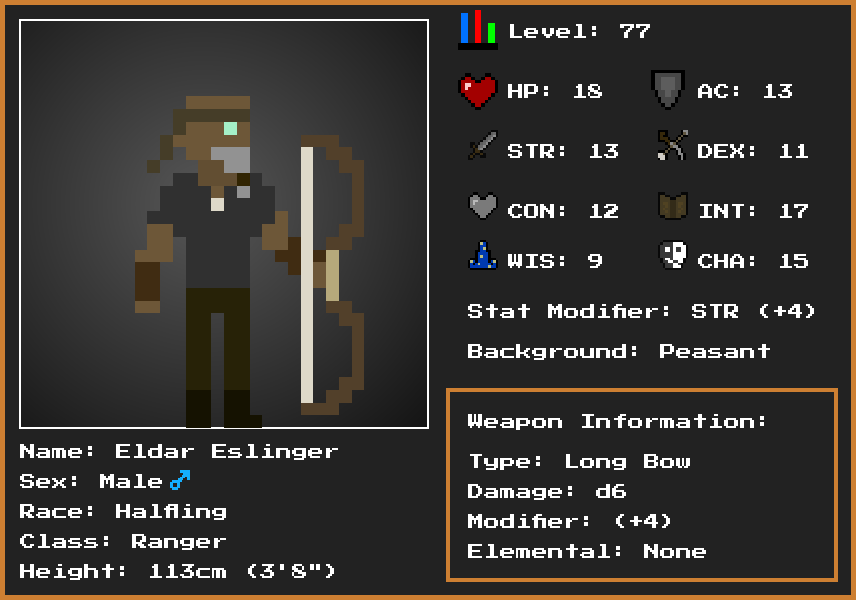 Level: 77
HP: 18 AC: 13
STR: 13 DEX: 11
CON: 12 INT: 17
WIS: 9 CHA: 15
Stat Modifier: STR (+4)
Background: Peasant
Weapon Information:
Type: Long Bow
Damage: d6
Modifier: (+4)
Elemental: None
Name: Eldar Eslinger
Sex: Male ♂
Race: Halfling
Class: Ranger
Height: 113cm (3'8")